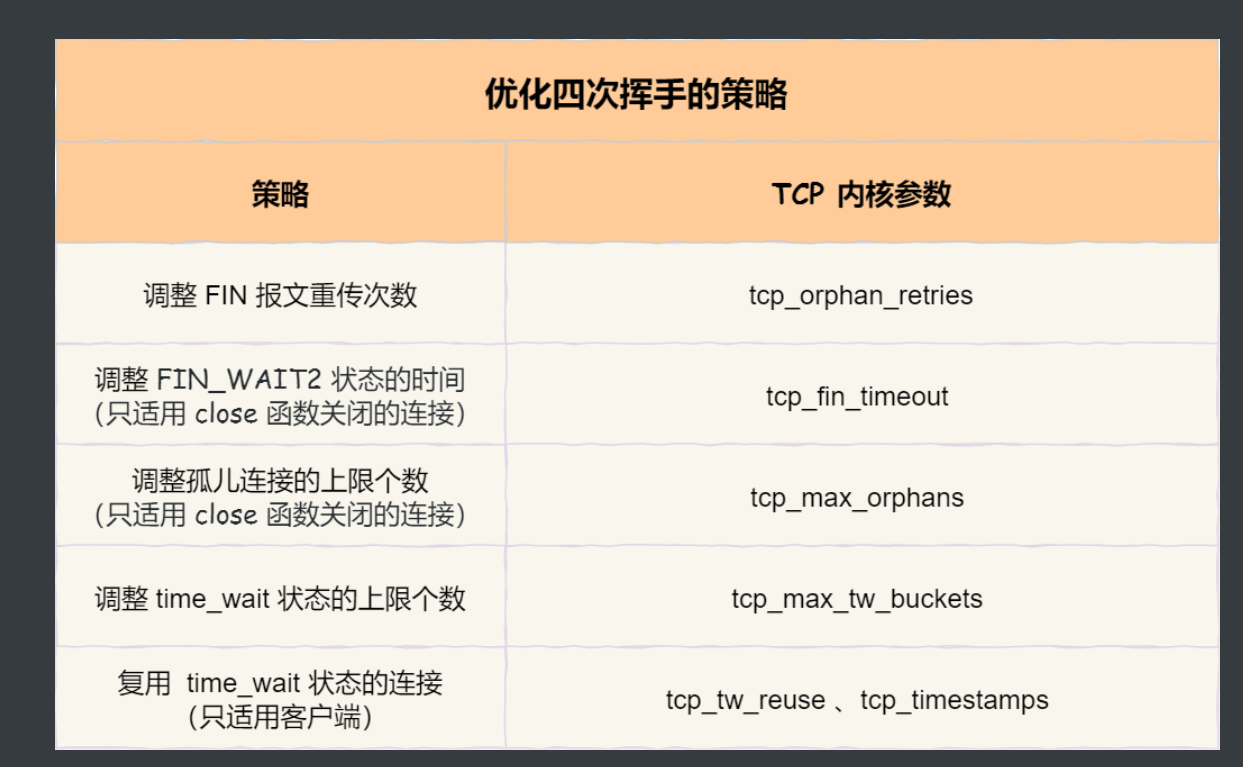 优化四次挥手的策略
策略
TCP 内核参数
调整 FIN 报文重传次数
tcp_orphan_retries
调整 FIN_WAIT2 状态的时间
（只适用 close 函数关闭的连接）
tcp_fin_timeout
调整孤儿连接的上限个数
（只适用 close 函数关闭的连接）
tcp_max_orphans
调整 time_wait 状态的上限个数
tcp_max_tw_buckets
复用 time_wait 状态的连接
（只适用客户端）
tcp_tw_reuse 、tcp_timestamps